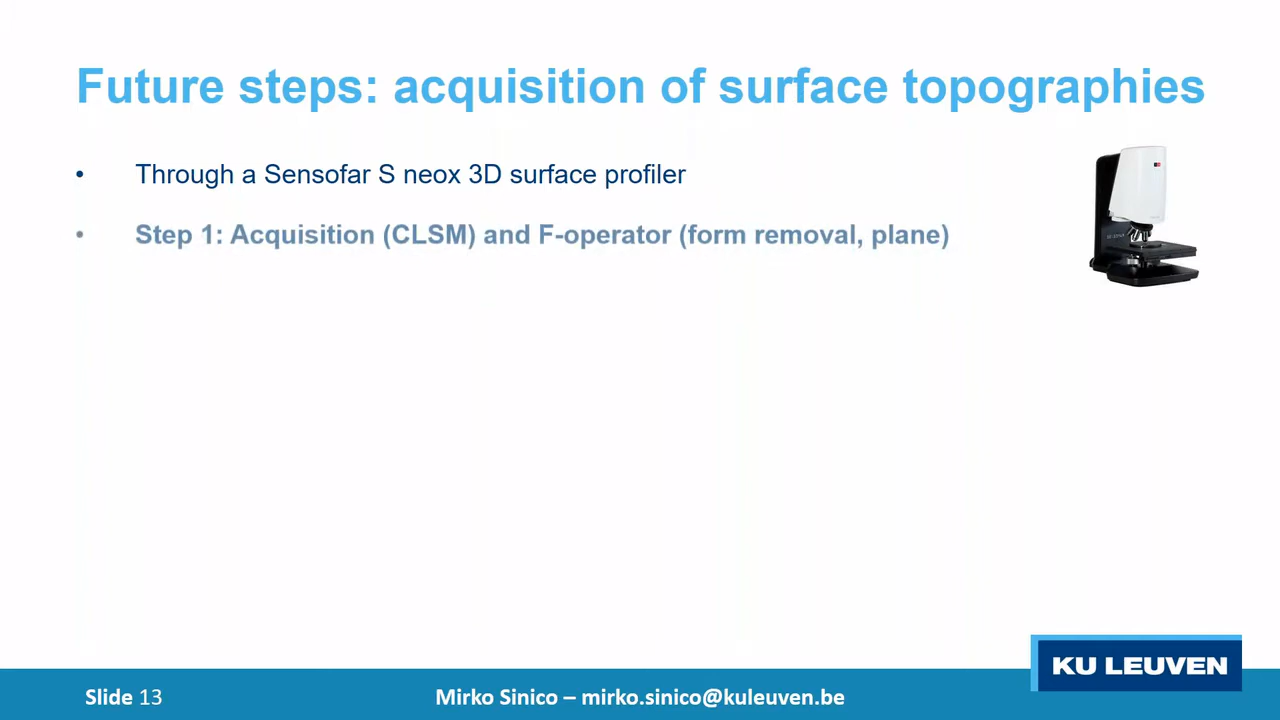 Future steps: acquisition of surface topographies
• Through a Sensofar S neox 3D surface profiler
• Step 1: Acquisition (CLSM) and F-operator (form removal, plane)
KU LEUVEN
Slide 13
Mirko Sinico – mirko.sinico@kuleuven.be